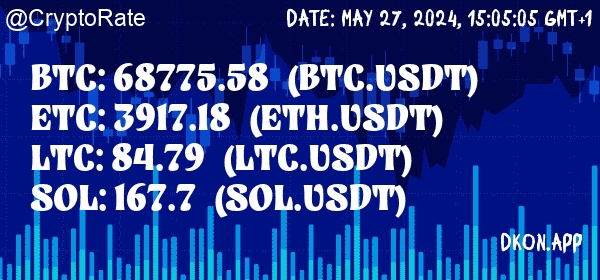 @CryptoRate
DATE: MAY 27, 2024, 15:05:05 GMT+1
BTC: 68775.58 (BTC.USDT)
ETC: 3917.18 (ETH.USDT)
LTC: 84.79 (LTC.USDT)
SOL: 167.7 (SOL.USDT)
DKON.APP